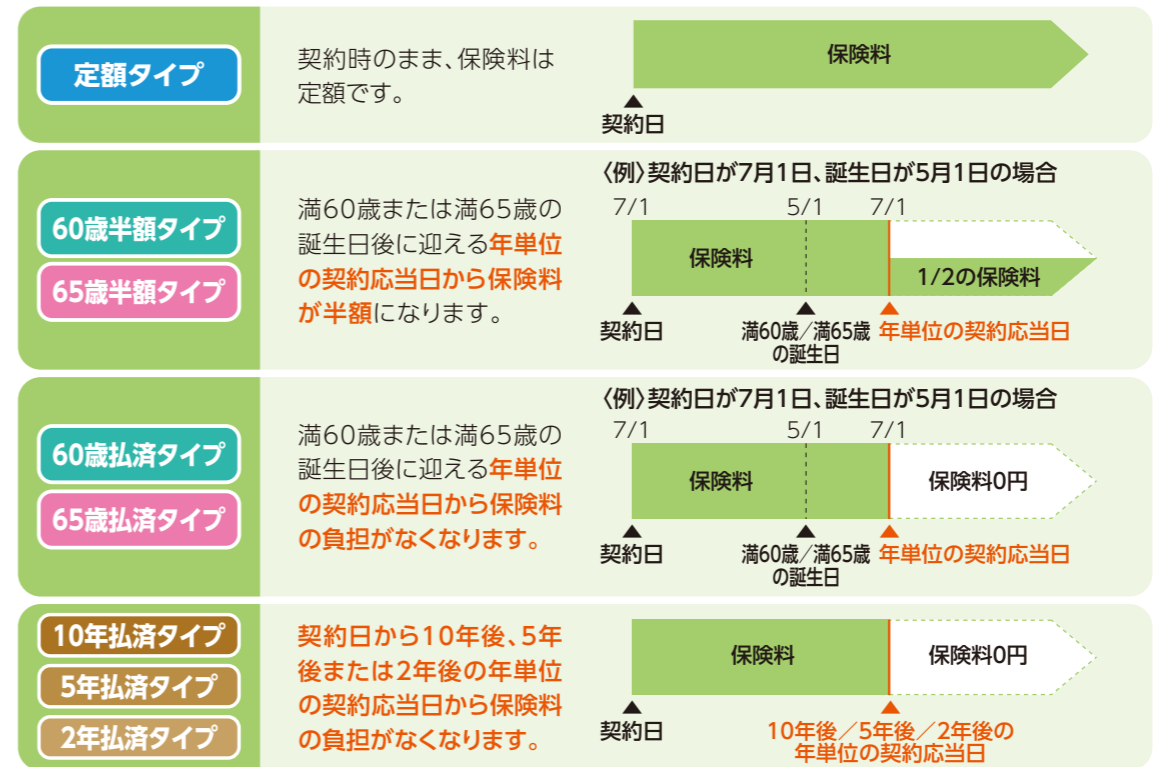 定額タイプ
契約時のまま、保険料は
定額です。
保険料
契約日
60歳半額タイプ
65歳半額タイプ
満60歳または満65歳の
誕生日後に迎える年単位
の契約応当日から保険料
が半額になります。
〈例〉契約日が7月1日、誕生日が5月1日の場合
7/1 5/1 7/1
保険料
1/2の保険料
契約日
満60歳/満65歳
の誕生日
年単位の契約応当日
60歳払済タイプ
65歳払済タイプ
満60歳または満65歳の
誕生日後に迎える年単位
の契約応当日から保険料
の負担がなくなります。
〈例〉契約日が7月1日、誕生日が5月1日の場合
7/1 5/1 7/1
保険料 保険料0円
契約日
満60歳/満65歳
の誕生日
年単位の契約応当日
10年払済タイプ
5年払済タイプ
2年払済タイプ
契約日から10年後、5年
後または2年後の年単位
の契約応当日から保険料
の負担がなくなります。
保険料 保険料0円
契約日
10年後/5年後/2年後の
年単位の契約応当日